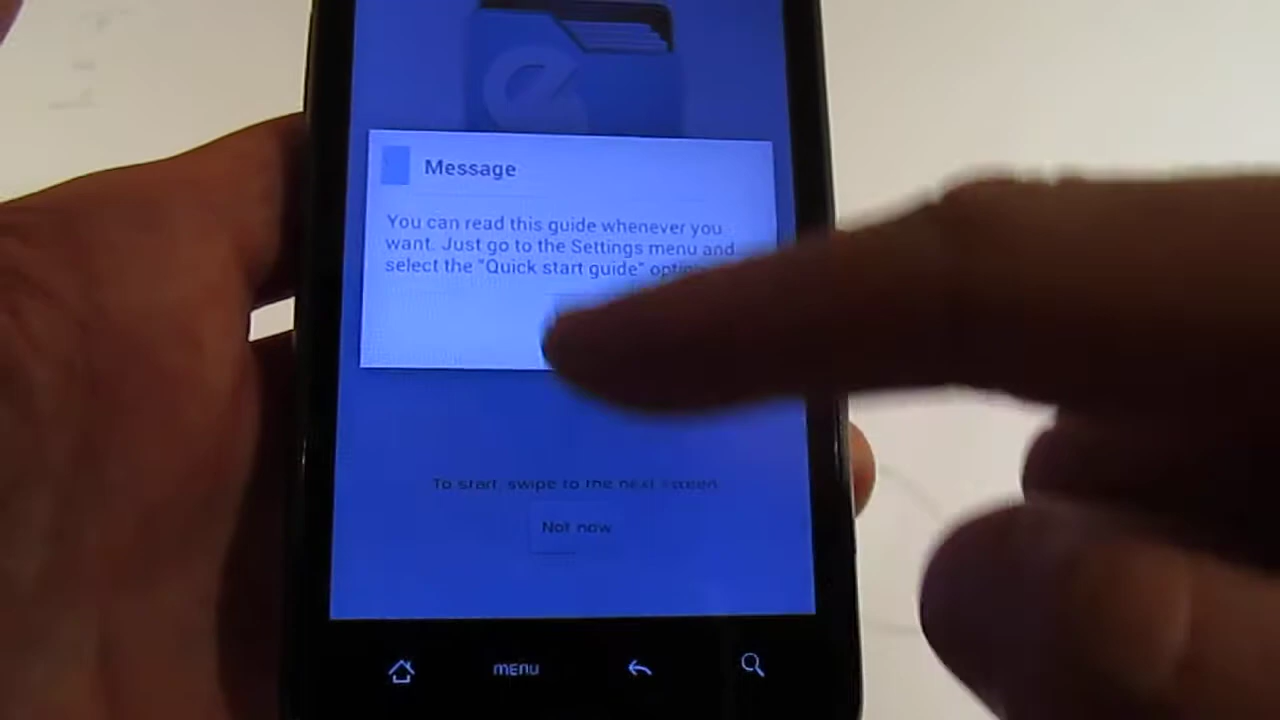 Message
You can read this guide whenever you
want. Just go to the Settings menu and
select the "Quick start guide"
To start, swipe to the next screen
Not now
MENU